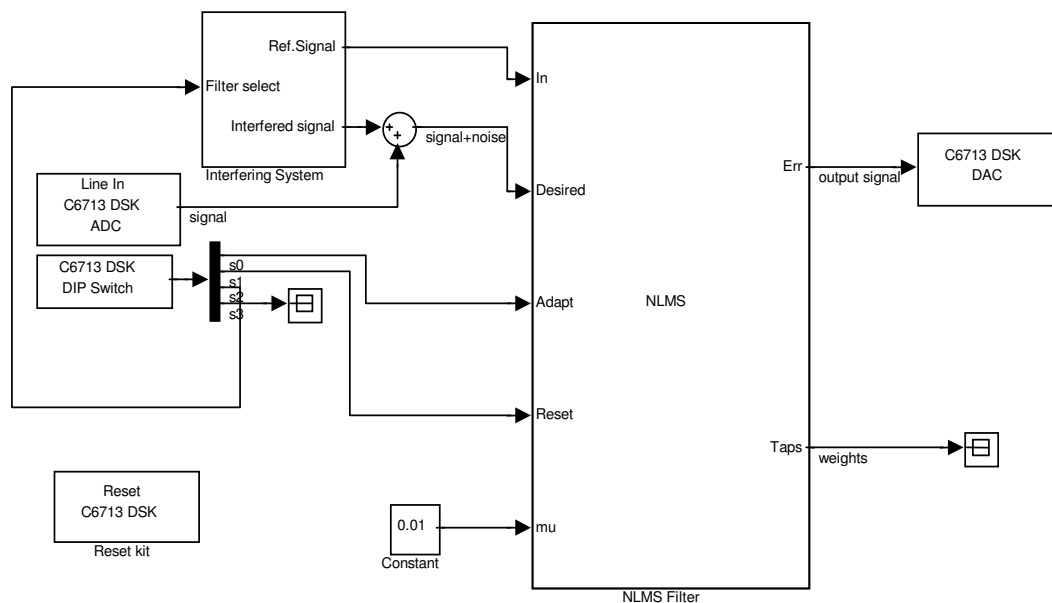 Ref.Signal
Filter select
Interfered signal
Interfering System
+
+
signal+noise
Line In
C6713 DSK
ADC
signal
C6713 DSK
DIP Switch
s0
s1
s2
s3
Reset
C6713 DSK
Reset kit
0.01
Constant
In
Desired
Adapt
Reset
mu
NLMS
Err
Taps
NLMS Filter
output signal
weights
C6713 DSK
DAC